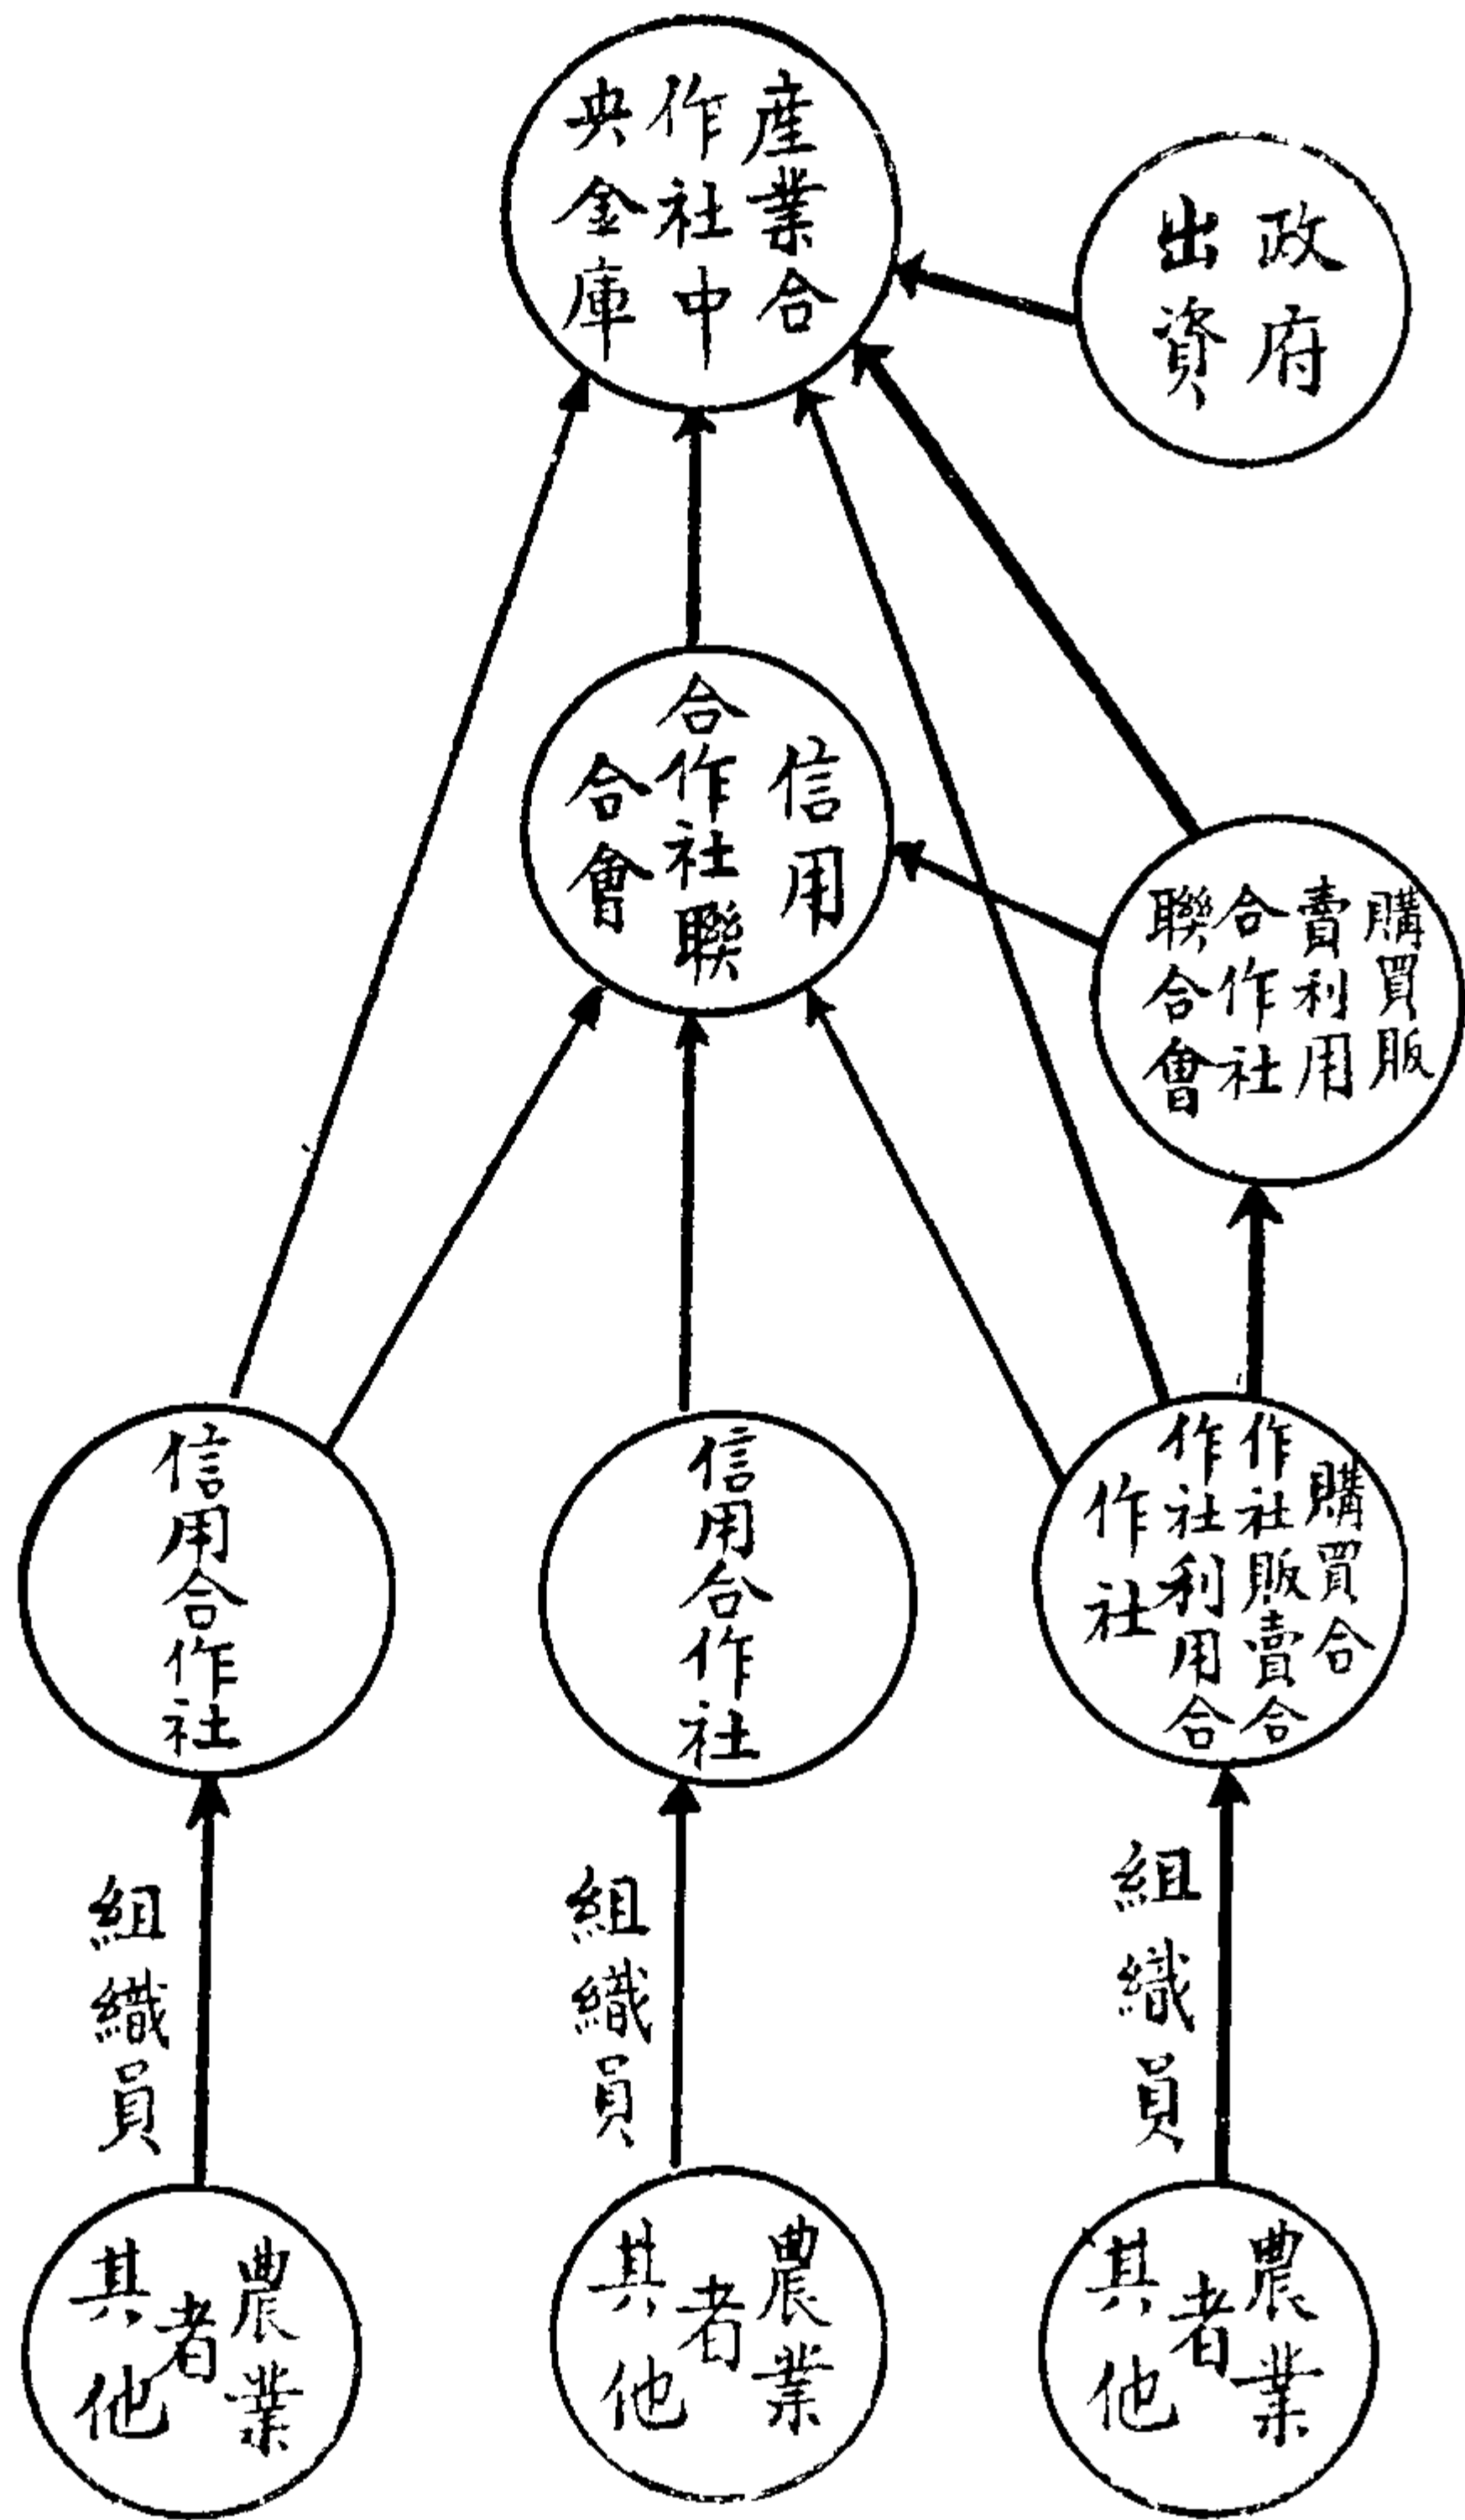 産業合
作社中
央金庫
政府
出資
信用
合作社聯
合會
購買販
賣利用
合作社
聯合會
購買合
作社販賣合
作社利用合
作社
信用合作社
信用合作社
組織員
組織員
組織員
農業
者
其他
農業
者
其他
農業
者
其他